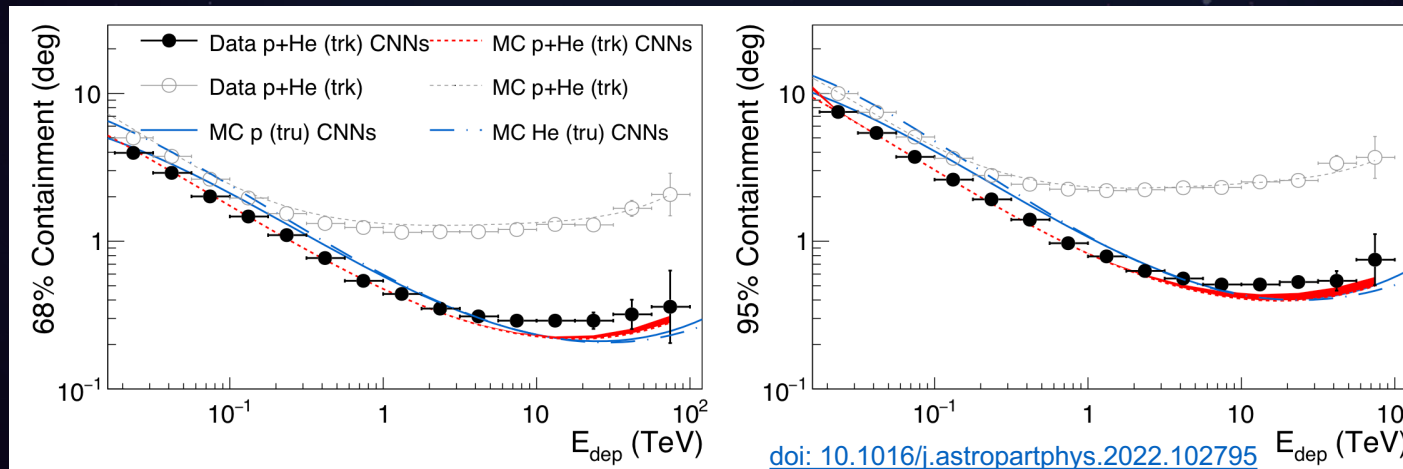 68% Containment (deg)
10
1
10⁻¹
Data p+He (trk) CNNs
MC p+He (trk) CNNs
Data p+He (trk)
MC p+He (trk)
MC p (tru) CNNs
MC He (tru) CNNs
10⁻¹ 1 10 10²
E_dep (TeV)
95% Containment (deg)
10
1
10⁻¹
10⁻¹ 1 10 10
E_dep (TeV)
doi: 10.1016/j.astropartphys.2022.102795